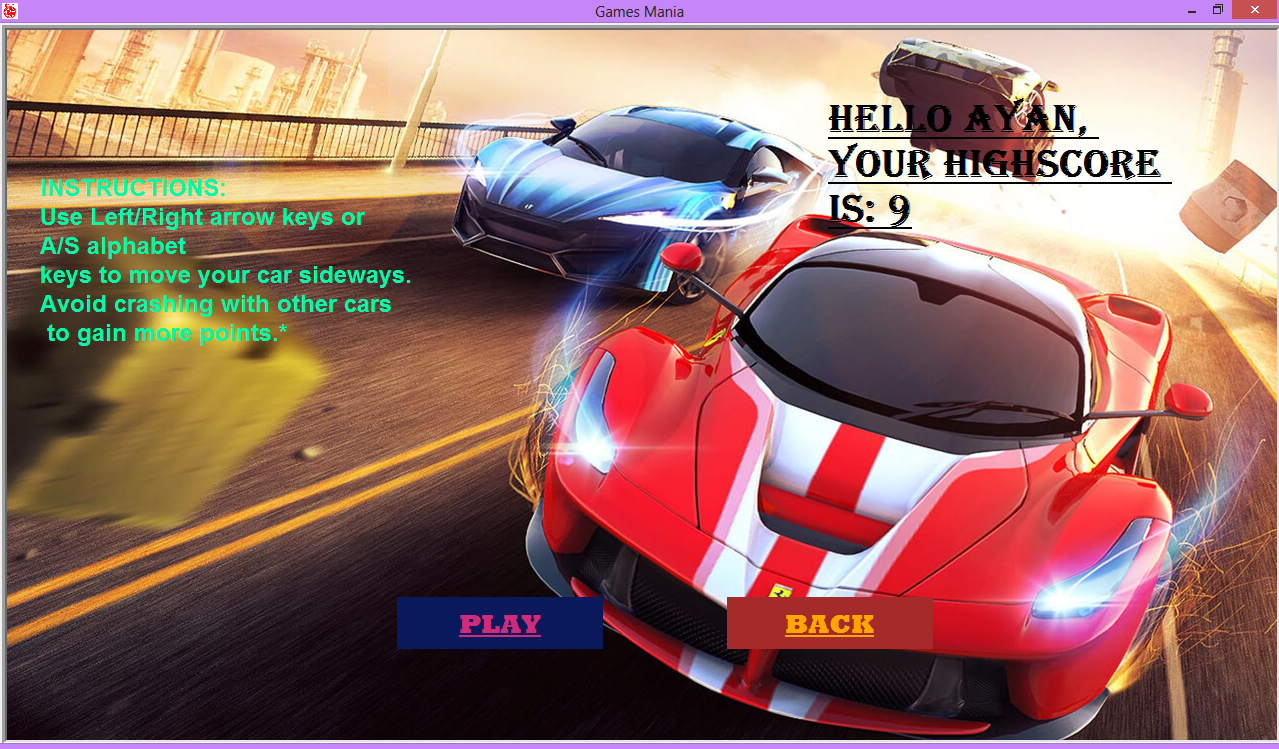 Games Mania
HELLO AYAN,
YOUR HIGHSCORE
IS: 9
INSTRUCTIONS:
Use Left/Right arrow keys or
A/S alphabet
keys to move your car sideways.
Avoid crashing with other cars
to gain more points.*
PLAY
BACK